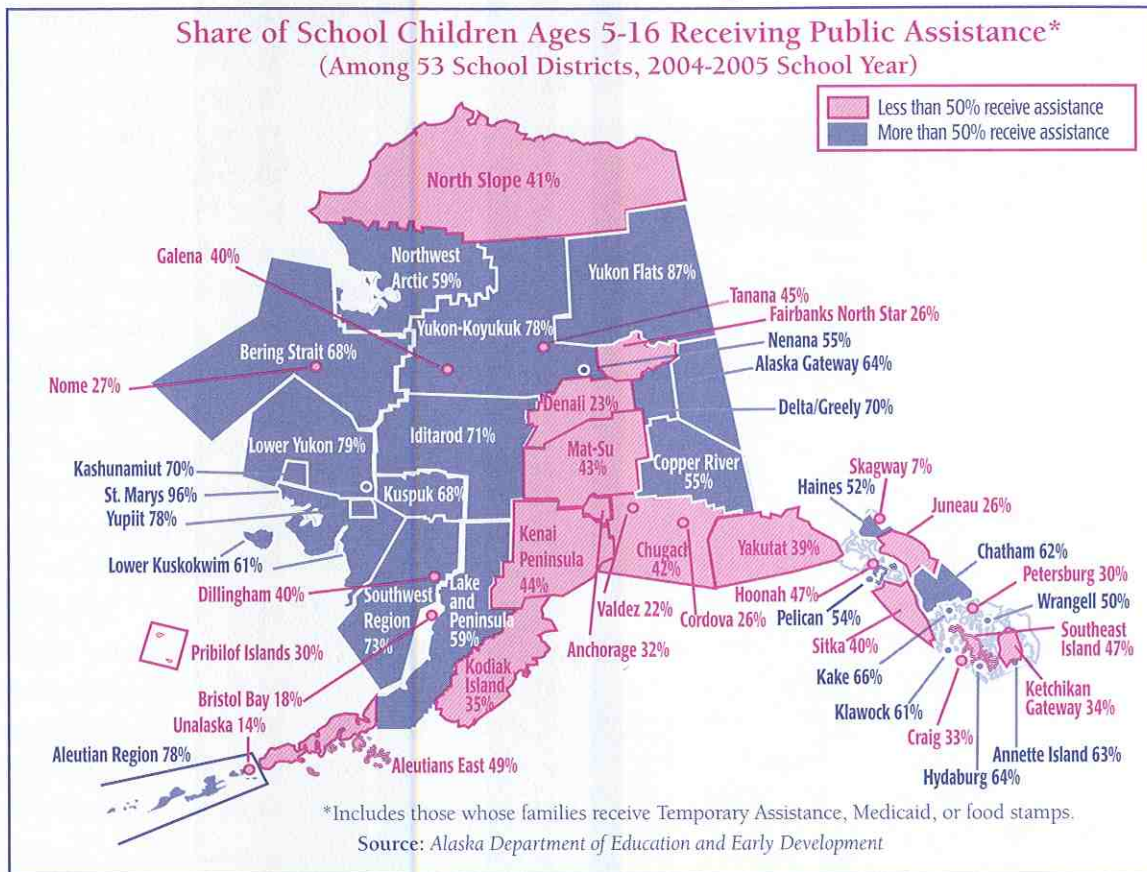 Share of School Children Ages 5-16 Receiving Public Assistance*
(Among 53 School Districts, 2004-2005 School Year)
Less than 50% receive assistance
More than 50% receive assistance
North Slope 41%
Northwest
Arctic 59%
Galena 40%
Yukon Flats 87%
Tanana 45%
Fairbanks North Star 26%
Yukon-Koyukuk 78%
Nenana 55%
Bering Strait 68%
Alaska Gateway 64%
Nome 27%
Denali 23%
Delta/Greely 70%
Iditarod 71%
Lower Yukon 79%
Mat-Su
43%
Copper River
55%
Kashunamiut 70%
St. Marys 96%
Yupiit 78%
Kuspuk 68%
Skagway 7%
Haines 52%
Juneau 26%
Lower Kuskokwim 61%
Kenai
Peninsula
44%
Chugach
42%
Yakutat 39%
Chatham 62%
Dillingham 40%
Southwest
Region
73%
Lake
and
Peninsula
59%
Valdez 22%
Cordova 26%
Anchorage 32%
Hoonah 47%
Pelican 54%
Petersburg 30%
Wrangell 50%
Sitka 40%
Southeast
Island 47%
Pribilof Islands 30%
Kodiak
Island
35%
Kake 66%
Bristol Bay 18%
Klawock 61%
Ketchikan
Gateway 34%
Unalaska 14%
Craig 33%
Aleutian Region 78%
Annette Island 63%
Aleutians East 49%
Hydaburg 64%
*Includes those whose families receive Temporary Assistance, Medicaid, or food stamps.
Source: Alaska Department of Education and Early Development